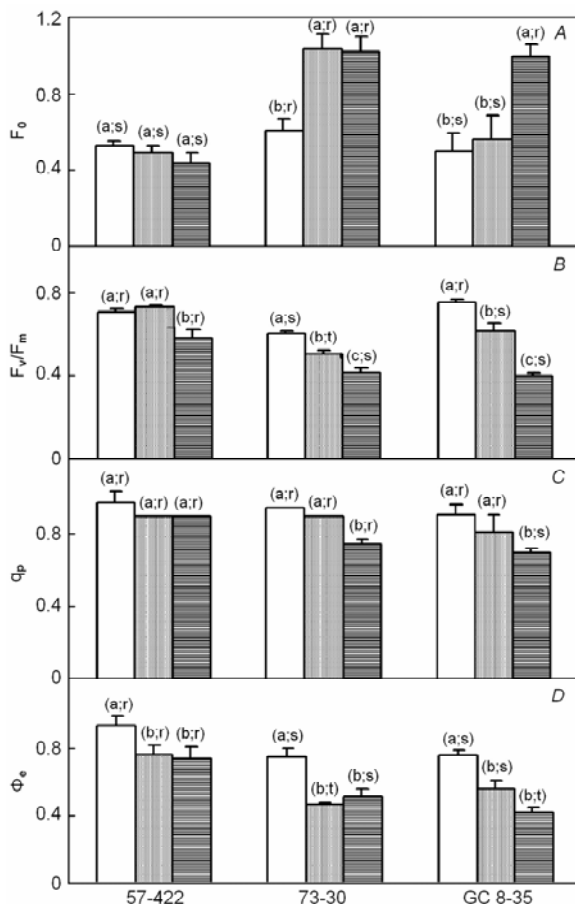 1.2
A
(a;r)
(a;r)
(a;r)
(b;r)
0.8
(a;s)
(a;s)
(a;s)
(b;s)
(b;s)
F0
0.4
0
B
0.8
(a;r)
(a;r)
(b;r)
(a;s)
(b;t)
(c;s)
(a;r)
(b;s)
(c;s)
Fv/Fm
0.4
0
C
(a;r)
(a;r)
(a;r)
(a;r)
(a;r)
(b;r)
(a;r)
(a;r)
(b;s)
0.8
qp
0.4
0
D
(a;r)
(b;r)
(b;r)
(a;s)
(b;t)
(b;s)
(a;s)
(b;s)
(b;t)
0.8
Φe
0.4
0
57-422 73-30 GC 8-35